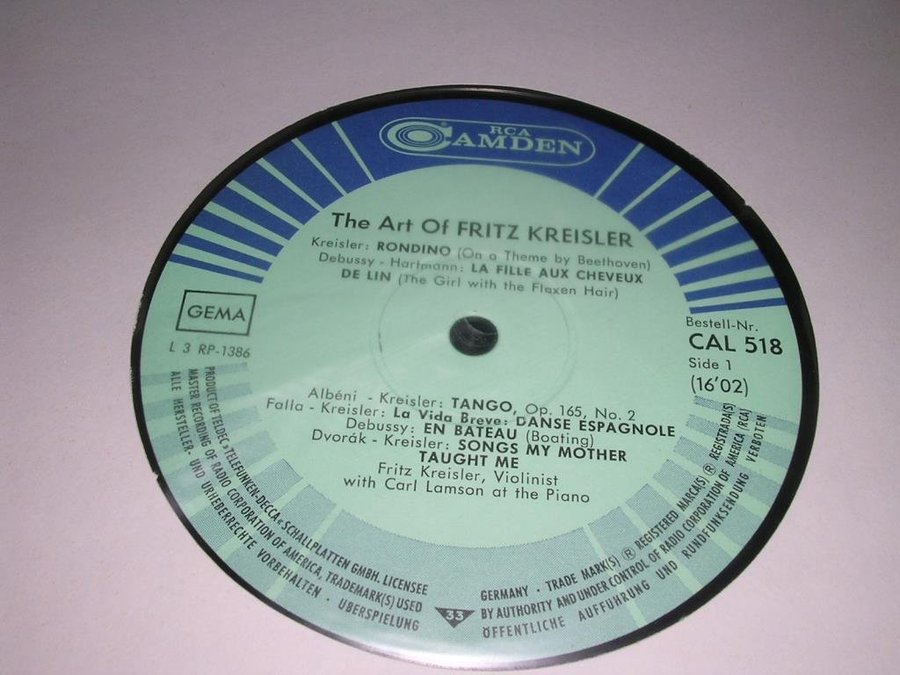 RCA
CAMDEN
The Art Of FRITZ KREISLER
Kreisler: RONDINO (On a Theme by Beethoven)
Debussy - Hartmann: LA FILLE AUX CHEVEUX
DE LIN (The Girl with the Flaxen Hair)
GEMA
L 3 RP-1386
Bestell-Nr.
CAL 518
Side 1
(16'02)
Albéni - Kreisler: TANGO, Op. 165, No. 2
Falla - Kreisler: La Vida Breve: DANSE ESPAGNOLE
Debussy: EN BATEAU (Boating)
Dvorák - Kreisler: SONGS MY MOTHER
TAUGHT ME
Fritz Kreisler, Violinist
with Carl Lamson at the Piano
PRODUCT OF TELDEC »TELEFUNKEN-DECCA« SCHALLPLATTEN GMBH. LICENSEE
MASTER RECORDING OF RADIO CORPORATION OF AMERICA, TRADEMARK(S) USED
ALLE HERSTELLER- UND URHEBERRECHTE VORBEHALTEN · ÜBERSPIELUNG
33
GERMANY · TRADE MARK(S) ® REGISTERED MARCA(S) ® REGISTRADA(S)
BY AUTHORITY AND UNDER CONTROL OF RADIO CORPORATION OF AMERICA (RCA)
ÖFFENTLICHE AUFFÜHRUNG UND RUNDFUNKSENDUNG VERBOTEN